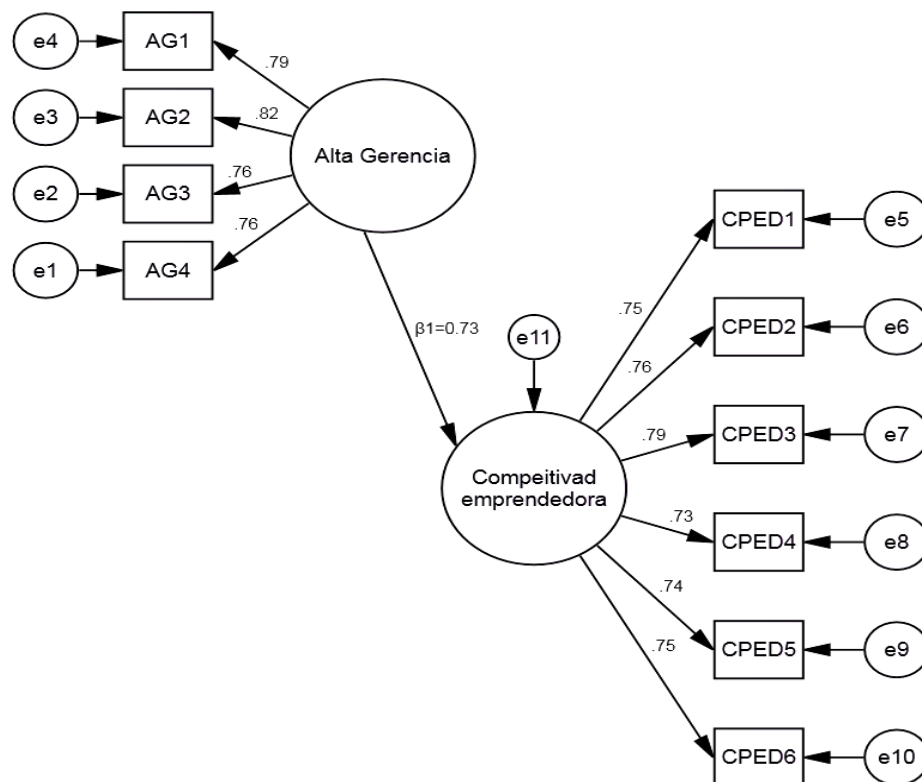 e4
AG1
.79
e3
AG2
.82
Alta Gerencia
e2
AG3
.76
e1
AG4
.76
β1=0.73
e11
Compeitivad
emprendedora
.75
CPED1
e5
.76
CPED2
e6
.79
CPED3
e7
.73
CPED4
e8
.74
CPED5
e9
.75
CPED6
e10